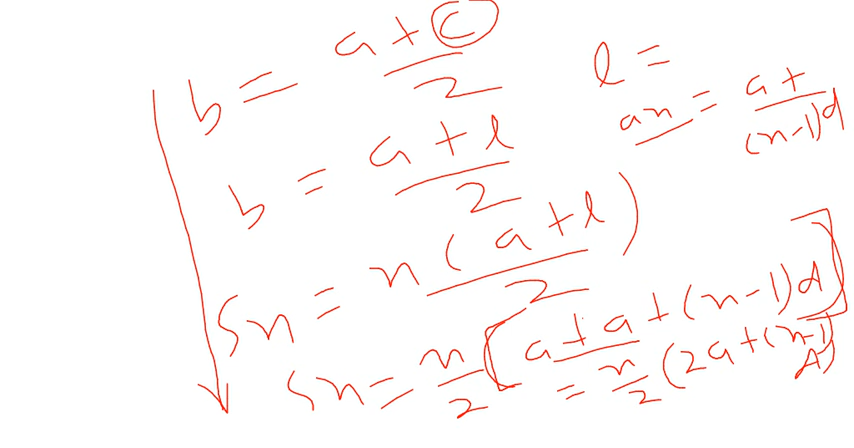 b = (a + c)/2
l =
an = a + (n-1)d
b = (a + l)/2
Sn = n(a + l)/2
Sn = n/2 [a + a + (n-1)d]
= n/2 (2a + (n-1)d)